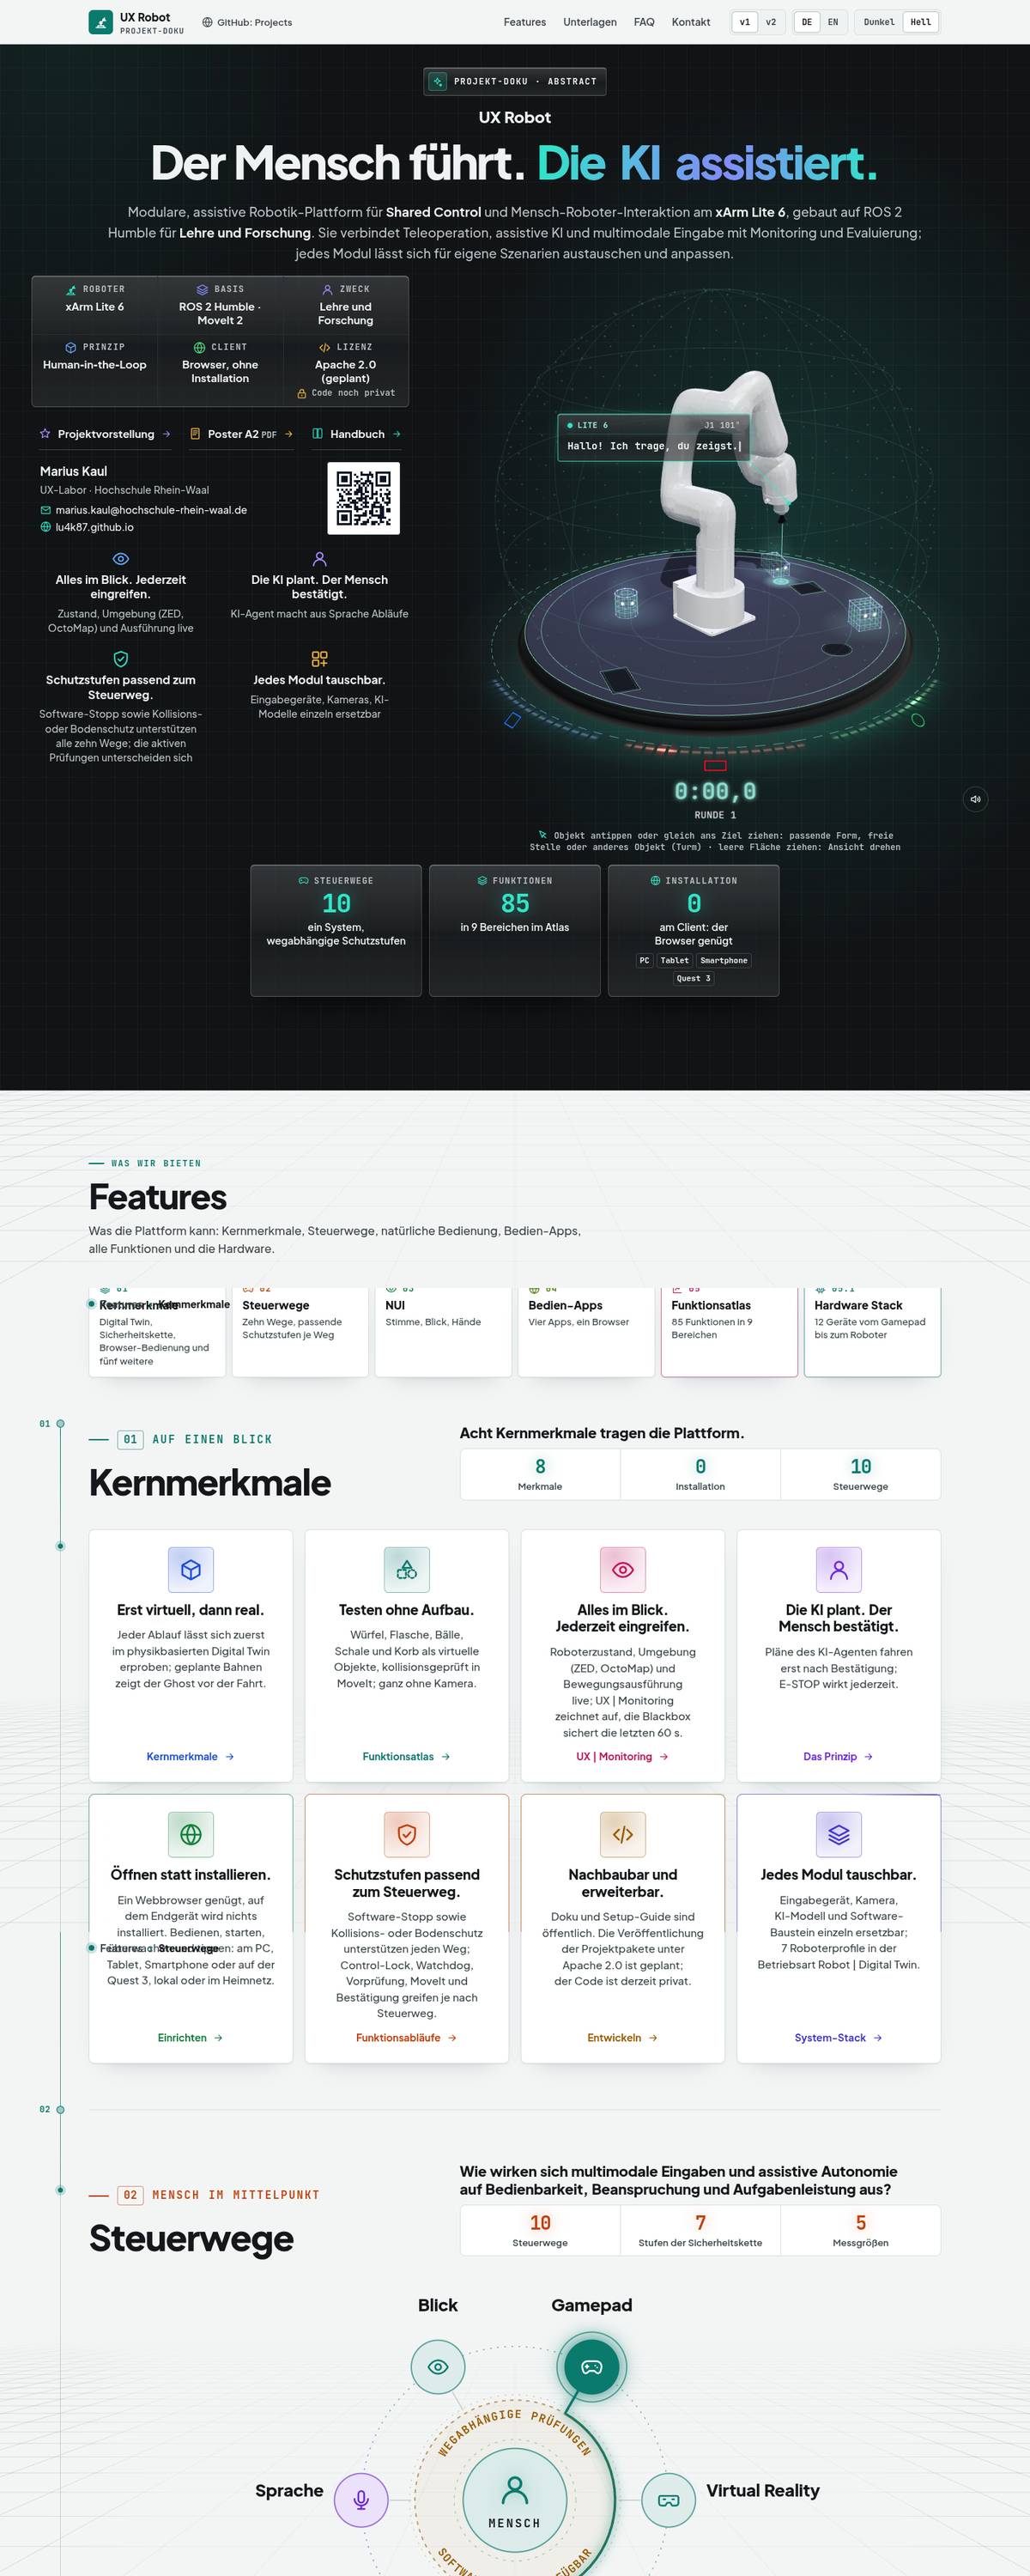 UX Robot
PROJEKT-DOKU
GitHub: Projects
Features
Unterlagen
FAQ
Kontakt
v1
v2
DE
EN
Dunkel
Hell
PROJEKT-DOKU · ABSTRACT
UX Robot
Der Mensch führt. Die KI assistiert.
Modulare, assistive Robotik-Plattform für Shared Control und Mensch-Roboter-Interaktion am xArm Lite 6, gebaut auf ROS 2
Humble für Lehre und Forschung. Sie verbindet Teleoperation, assistive KI und multimodale Eingabe mit Monitoring und Evaluierung;
jedes Modul lässt sich für eigene Szenarien austauschen und anpassen.
ROBOTER
xArm Lite 6
BASIS
ROS 2 Humble ·
MoveIt 2
ZWECK
Lehre und
Forschung
PRINZIP
Human-in-the-Loop
CLIENT
Browser, ohne
Installation
LIZENZ
Apache 2.0
(geplant)
Code noch privat
Projektvorstellung →
Poster A2 PDF →
Handbuch →
Marius Kaul
UX-Labor · Hochschule Rhein-Waal
marius.kaul@hochschule-rhein-waal.de
lu4k87.github.io
Alles im Blick. Jederzeit
eingreifen.
Zustand, Umgebung (ZED,
OctoMap) und Ausführung live
Die KI plant. Der Mensch
bestätigt.
KI-Agent macht aus Sprache Abläufe
Schutzstufen passend zum
Steuerweg.
Software-Stopp sowie Kollisions-
oder Bodenschutz unterstützen
alle zehn Wege; die aktiven
Prüfungen unterscheiden sich
Jedes Modul tauschbar.
Eingabegeräte, Kameras, KI-
Modelle einzeln ersetzbar
LITE 6
J1 101°
Hallo! Ich trage, du zeigst.
0:00,0
RUNDE 1
Objekt antippen oder gleich ans Ziel ziehen: passende Form, freie
Stelle oder anderes Objekt (Turm) · leere Fläche ziehen: Ansicht drehen
STEUERWEGE
10
ein System,
wegabhängige Schutzstufen
FUNKTIONEN
85
in 9 Bereichen im Atlas
INSTALLATION
0
am Client: der
Browser genügt
PC
Tablet
Smartphone
Quest 3
WAS WIR BIETEN
Features
Was die Plattform kann: Kernmerkmale, Steuerwege, natürliche Bedienung, Bedien-Apps,
alle Funktionen und die Hardware.
Kernmerkmale
Kernmerkmale
Digital Twin,
Sicherheitskette,
Browser-Bedienung und
fünf weitere
Steuerwege
Zehn Wege, passende
Schutzstufen je Weg
NUI
Stimme, Blick, Hände
Bedien-Apps
Vier Apps, ein Browser
Funktionsatlas
85 Funktionen in 9
Bereichen
Hardware Stack
12 Geräte vom Gamepad
bis zum Roboter
01
01 AUF EINEN BLICK
Kernmerkmale
Acht Kernmerkmale tragen die Plattform.
8
Merkmale
0
Installation
10
Steuerwege
Erst virtuell, dann real.
Jeder Ablauf lässt sich zuerst
im physikbasierten Digital Twin
erproben; geplante Bahnen
zeigt der Ghost vor der Fahrt.
Kernmerkmale →
Testen ohne Aufbau.
Würfel, Flasche, Bälle,
Schale und Korb als virtuelle
Objekte, kollisionsgeprüft in
MoveIt; ganz ohne Kamera.
Funktionsatlas →
Alles im Blick.
Jederzeit eingreifen.
Roboterzustand, Umgebung
(ZED, OctoMap) und
Bewegungsausführung
live; UX | Monitoring
zeichnet auf, die Blackbox
sichert die letzten 60 s.
UX | Monitoring →
Die KI plant. Der
Mensch bestätigt.
Pläne des KI-Agenten fahren
erst nach Bestätigung;
E-STOP wirkt jederzeit.
Das Prinzip →
Öffnen statt installieren.
Ein Webbrowser genügt, auf
dem Endgerät wird nichts
installiert. Bedienen, starten,
am PC,
Steuerwege
Tablet, Smartphone oder auf der
Quest 3, lokal oder im Heimnetz.
Einrichten →
Schutzstufen passend
zum Steuerweg.
Software-Stopp sowie
Kollisions- oder Bodenschutz
unterstützen jeden Weg;
Control-Lock, Watchdog,
Vorprüfung, MoveIt und
Bestätigung greifen je nach
Steuerweg.
Funktionsabläufe →
Nachbaubar und
erweiterbar.
Doku und Setup-Guide sind
öffentlich. Die Veröffentlichung
der Projektpakete unter
Apache 2.0 ist geplant;
der Code ist derzeit privat.
Entwickeln →
Jedes Modul tauschbar.
Eingabegerät, Kamera,
KI-Modell und Software-
Baustein einzeln ersetzbar;
7 Roboterprofile in der
Betriebsart Robot | Digital Twin.
System-Stack →
02
02 MENSCH IM MITTELPUNKT
Steuerwege
Wie wirken sich multimodale Eingaben und assistive Autonomie
auf Bedienbarkeit, Beanspruchung und Aufgabenleistung aus?
10
Steuerwege
7
Stufen der Sicherheitskette
5
Messgrößen
Blick
Gamepad
WEGABHÄNGIGE PRÜFUNGEN
Sprache
MENSCH
Virtual Reality